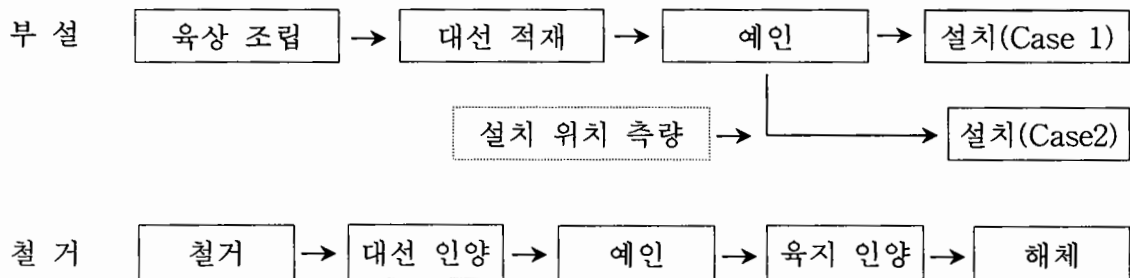 부 설 육상 조립 → 대선 적재 → 예인 → 설치(Case 1)
설치 위치 측량 → 설치(Case2)
철 거 철거 → 대선 인양 → 예인 → 육지 인양 → 해체